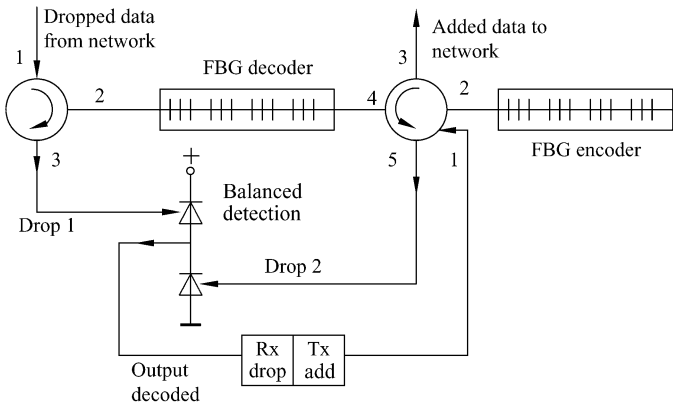 Dropped data
from network
Added data to
network
1
3
FBG decoder
2
4
2
3
5
1
FBG encoder
+
Balanced
detection
Drop 1
Drop 2
Rx
drop
Tx
add
Output
decoded